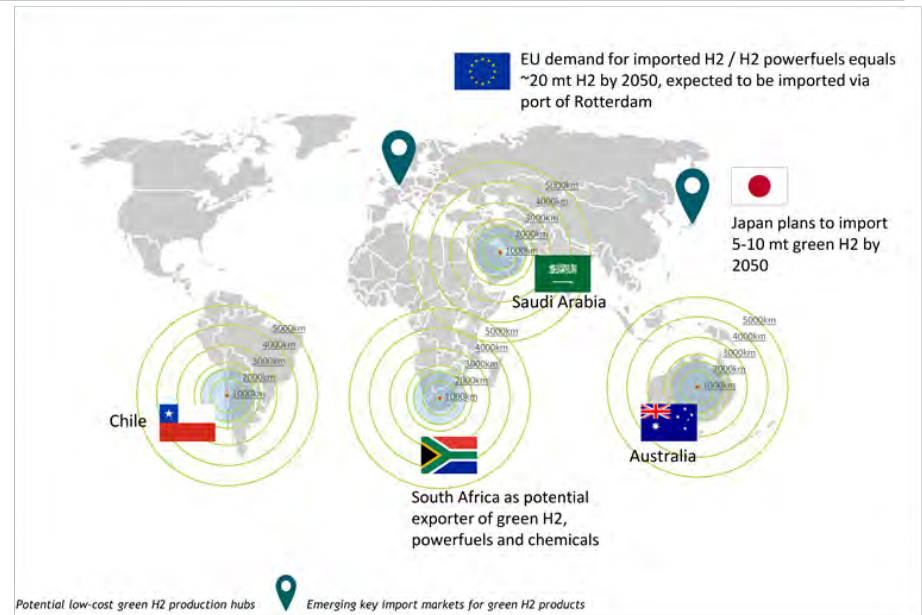 EU demand for imported H2 / H2 powerfuels equals
~20 mt H2 by 2050, expected to be imported via
port of Rotterdam
Japan plans to import
5-10 mt green H2 by
2050
5000km
4000km
3000km
2000km
1000km
Saudi Arabia
5000km
4000km
3000km
2000km
1000km
Chile
5000km
4000km
3000km
2000km
1000km
South Africa as potential
exporter of green H2,
powerfuels and chemicals
5000km
4000km
3000km
2000km
1000km
Australia
Potential low-cost green H2 production hubs
Emerging key import markets for green H2 products